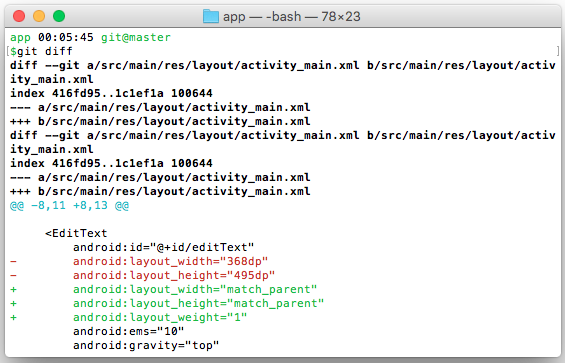 app — -bash — 78×23
app 00:05:45 git@master
[$git diff ]
diff --git a/src/main/res/layout/activity_main.xml b/src/main/res/layout/activ
ity_main.xml
index 416fd95..1c1ef1a 100644
--- a/src/main/res/layout/activity_main.xml
+++ b/src/main/res/layout/activity_main.xml
diff --git a/src/main/res/layout/activity_main.xml b/src/main/res/layout/activ
ity_main.xml
index 416fd95..1c1ef1a 100644
--- a/src/main/res/layout/activity_main.xml
+++ b/src/main/res/layout/activity_main.xml
@@ -8,11 +8,13 @@
<EditText
android:id="@+id/editText"
- android:layout_width="368dp"
- android:layout_height="495dp"
+ android:layout_width="match_parent"
+ android:layout_height="match_parent"
+ android:layout_weight="1"
android:ems="10"
android:gravity="top"